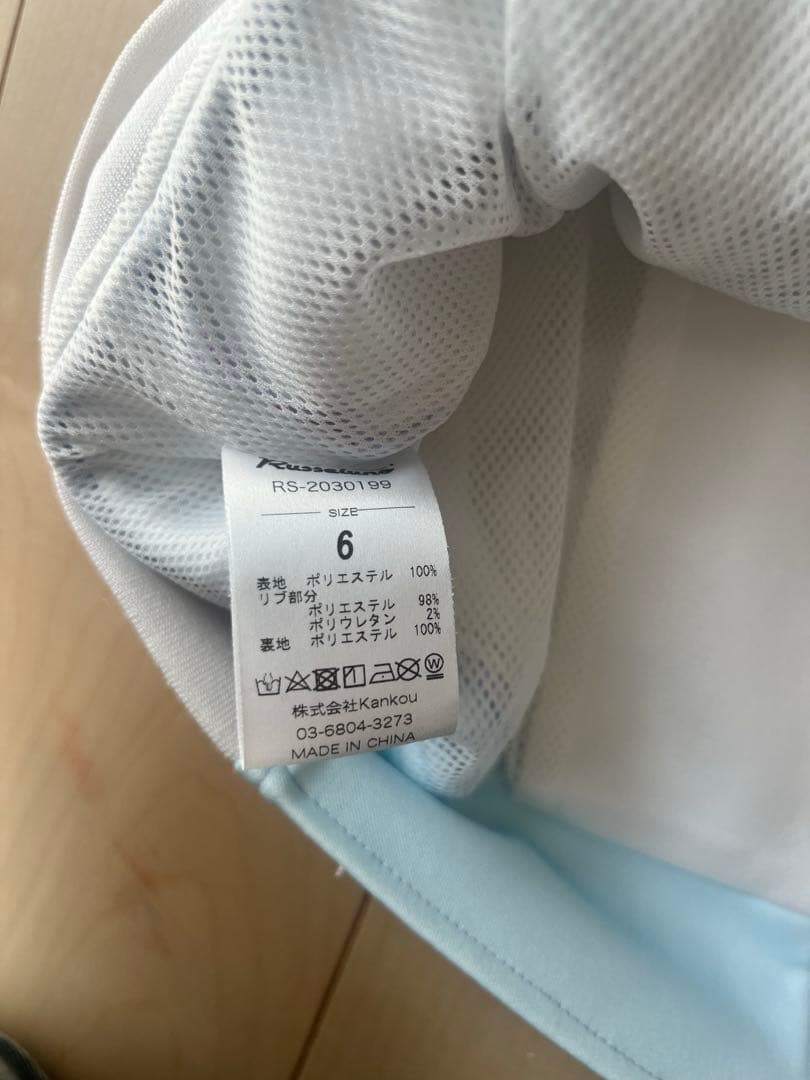 RS-2030199
SIZE
6
表地 ポリエステル 100%
リブ部分
ポリエステル 98%
ポリウレタン 2%
裏地 ポリエステル 100%
W
株式会社Kankou
03-6804-3273
MADE IN CHINA